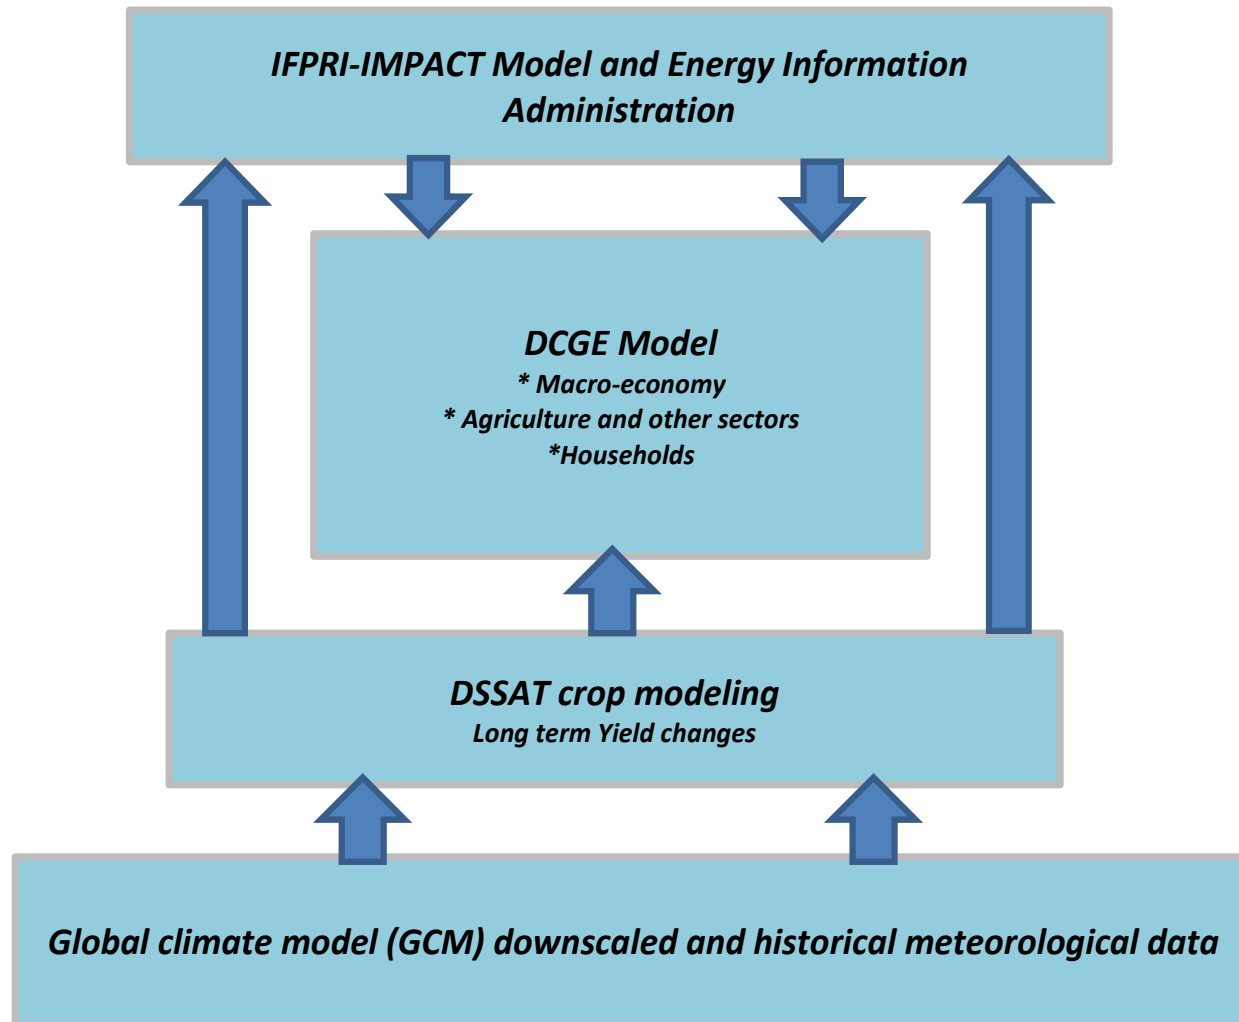 IFPRI-IMPACT Model and Energy Information
Administration
DCGE Model
* Macro-economy
* Agriculture and other sectors
*Households
DSSAT crop modeling
Long term Yield changes
Global climate model (GCM) downscaled and historical meteorological data